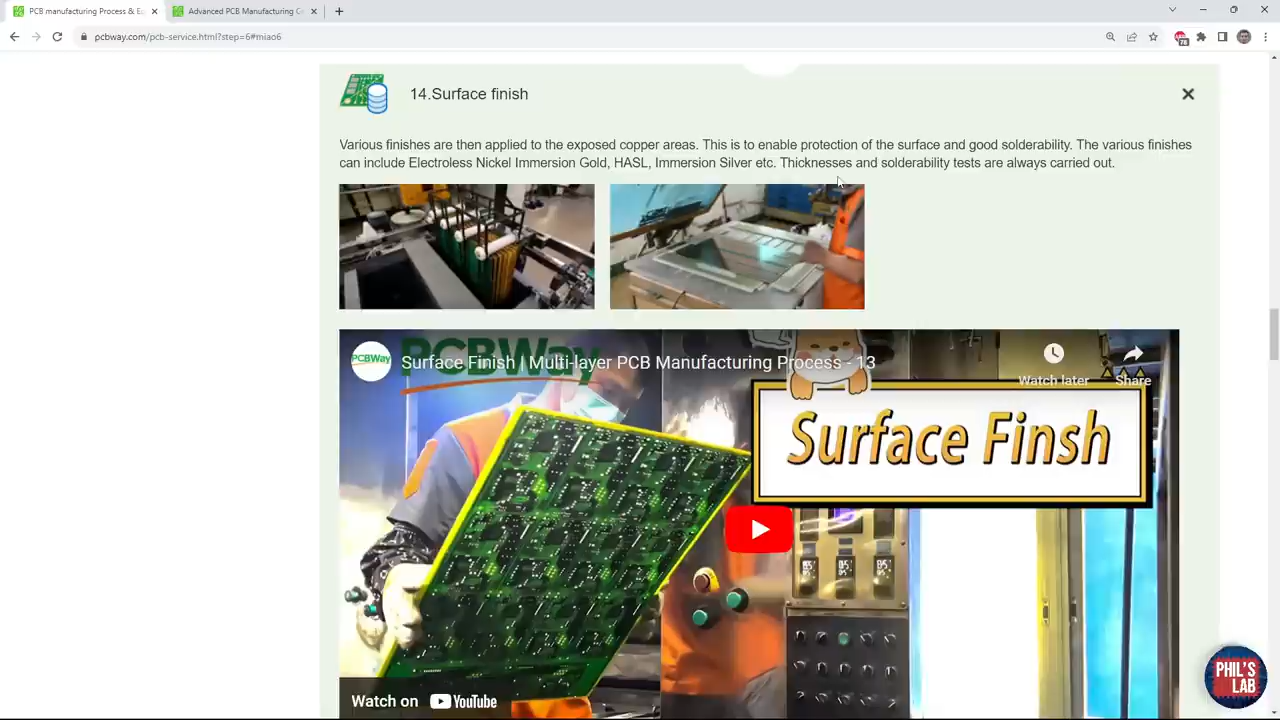 PCB manufacturing Process & Eq
Advanced PCB Manufacturing Ce
pcbway.com/pcb-service.html?step=6#miao6
78
14.Surface finish
Various finishes are then applied to the exposed copper areas. This is to enable protection of the surface and good solderability. The various finishes
can include Electroless Nickel Immersion Gold, HASL, Immersion Silver etc. Thicknesses and solderability tests are always carried out.
PCBWay
PCBWay
Surface Finish | Multi-layer PCB Manufacturing Process - 13
Watch later
Share
Surface Finsh
Watch on YouTube
PHIL'S
LAB